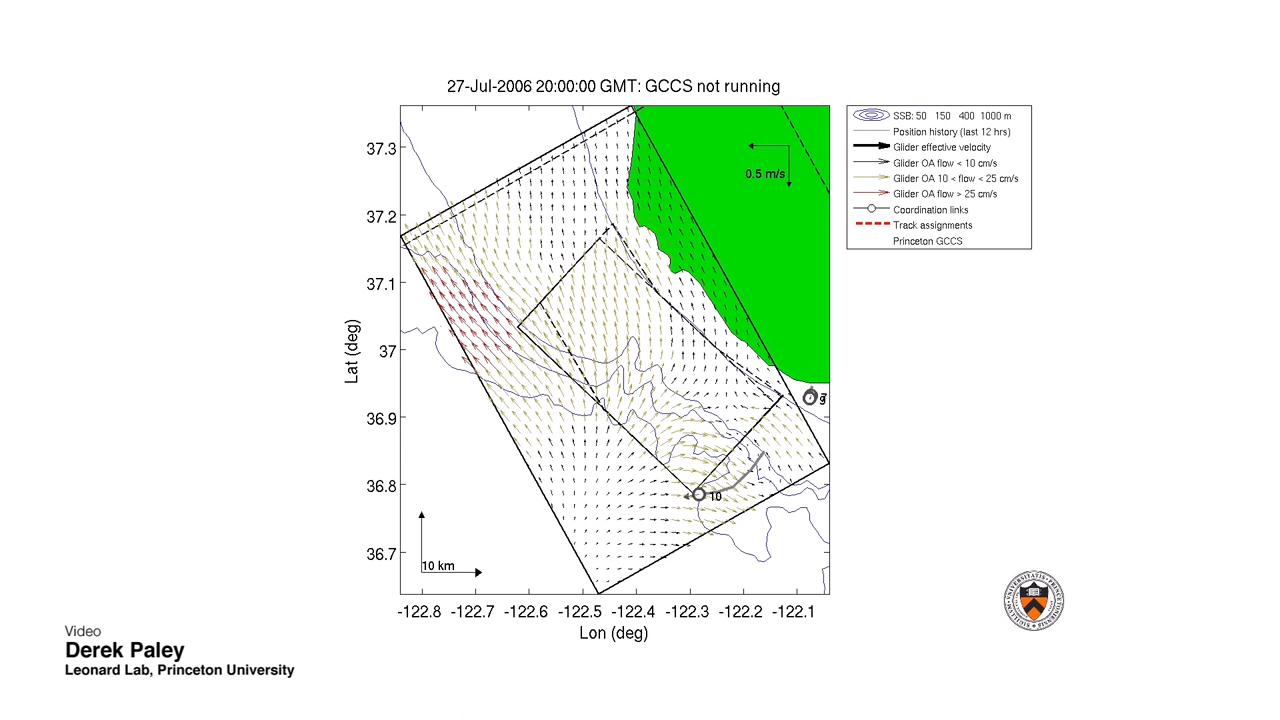 27-Jul-2006 20:00:00 GMT: GCCS not running
SSB: 50 150 400 1000 m
Position history (last 12 hrs)
Glider effective velocity
Glider OA flow < 10 cm/s
Glider OA 10 < flow < 25 cm/s
Glider OA flow > 25 cm/s
Coordination links
Track assignments
Princeton GCCS
0.5 m/s
37.3
37.2
37.1
37
36.9
36.8
36.7
Lat (deg)
10
10 km
-122.8 -122.7 -122.6 -122.5 -122.4 -122.3 -122.2 -122.1
Lon (deg)
Video
Derek Paley
Leonard Lab, Princeton University